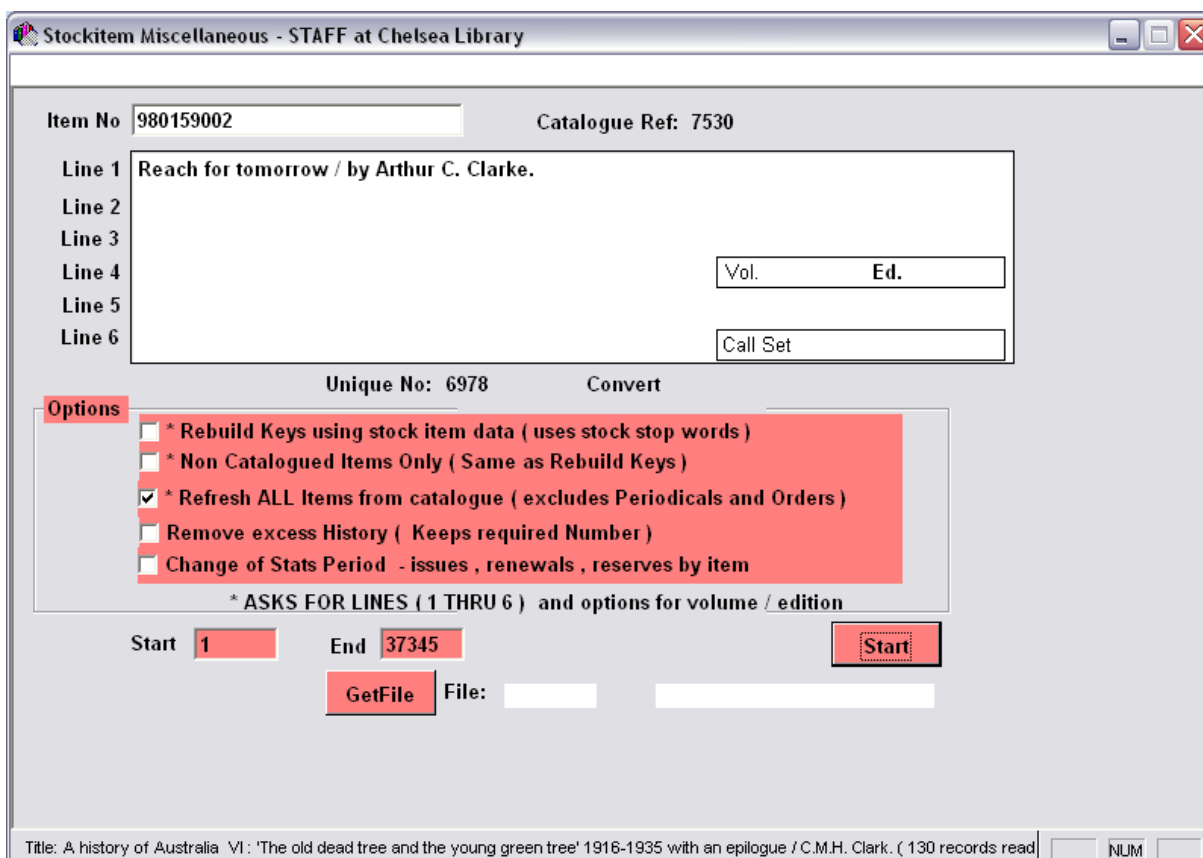 Stockitem Miscellaneous - STAFF at Chelsea Library
Item No 980159002 Catalogue Ref: 7530
Line 1 Reach for tomorrow / by Arthur C. Clarke.
Line 2
Line 3
Line 4 Vol. Ed.
Line 5
Line 6 Call Set
Unique No: 6978 Convert
Options
* Rebuild Keys using stock item data ( uses stock stop words )
* Non Catalogued Items Only ( Same as Rebuild Keys )
* Refresh ALL Items from catalogue ( excludes Periodicals and Orders )
Remove excess History ( Keeps required Number )
Change of Stats Period - issues , renewals , reserves by item
* ASKS FOR LINES ( 1 THRU 6 ) and options for volume / edition
Start 1 End 37345 Start
GetFile File:
Title: A history of Australia VI : 'The old dead tree and the young green tree' 1916-1935 with an epilogue / C.M.H. Clark. ( 130 records read NUM